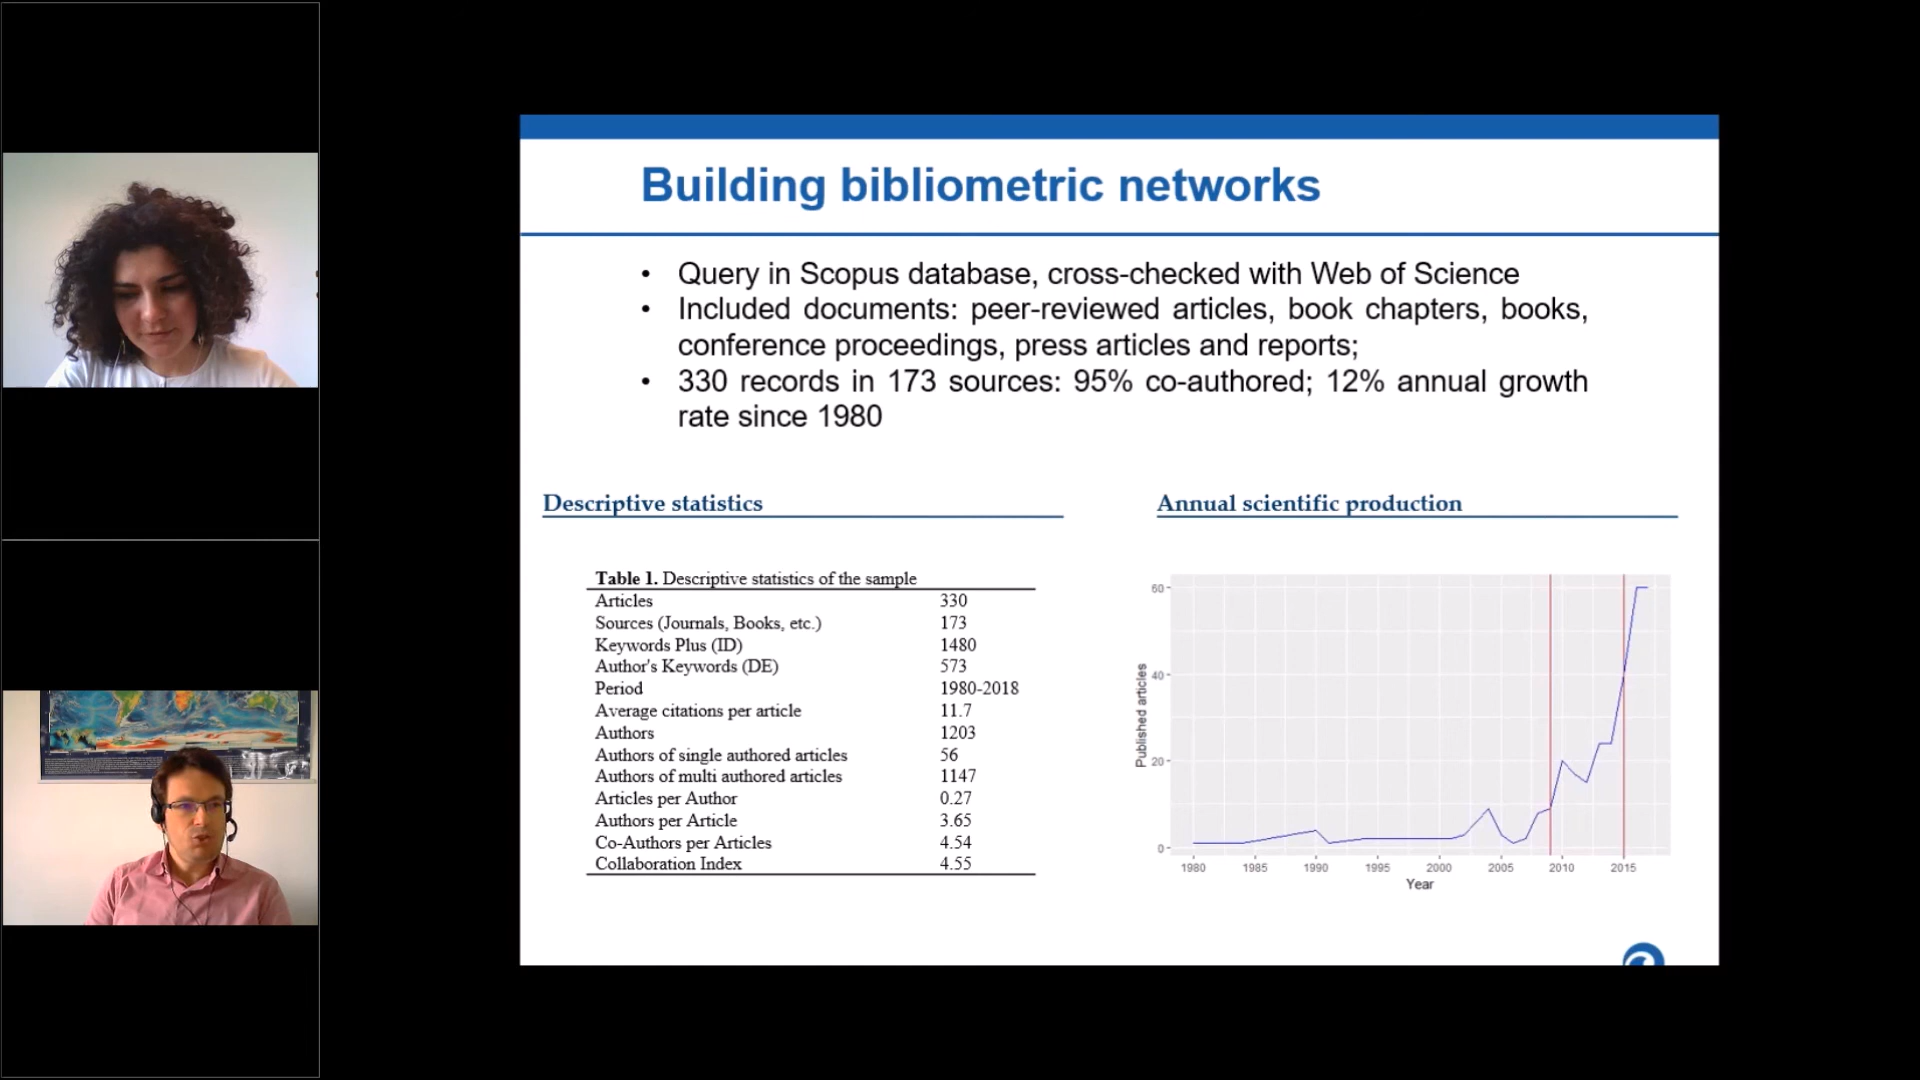 Building bibliometric networks
• Query in Scopus database, cross-checked with Web of Science
• Included documents: peer-reviewed articles, book chapters, books,
conference proceedings, press articles and reports;
• 330 records in 173 sources: 95% co-authored; 12% annual growth
rate since 1980
Descriptive statistics
Table 1. Descriptive statistics of the sample
Articles 330
Sources (Journals, Books, etc.) 173
Keywords Plus (ID) 1480
Author's Keywords (DE) 573
Period 1980-2018
Average citations per article 11.7
Authors 1203
Authors of single authored articles 56
Authors of multi authored articles 1147
Articles per Author 0.27
Authors per Article 3.65
Co-Authors per Articles 4.54
Collaboration Index 4.55
Annual scientific production
Published articles
60
40
20
0
1980 1985 1990 1995 2000 2005 2010 2015
Year